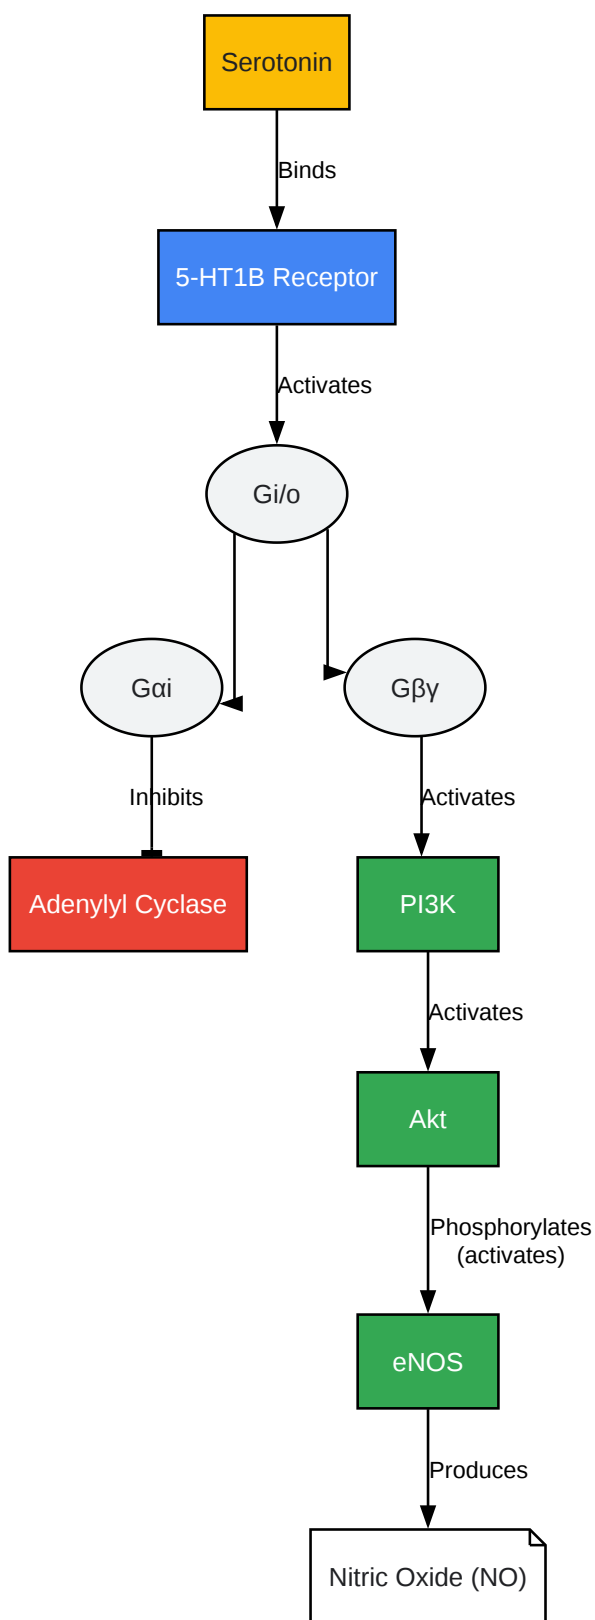 Serotonin
Binds
5-HT1B Receptor
Activates
Gi/o
Gαi
Gβγ
Inhibits
Activates
Adenylyl Cyclase
PI3K
Activates
Akt
Phosphorylates
(activates)
eNOS
Produces
Nitric Oxide (NO)